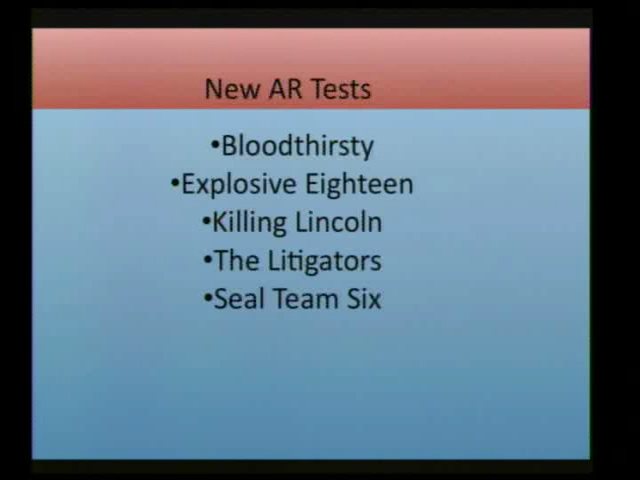 New AR Tests
•Bloodthirsty
•Explosive Eighteen
•Killing Lincoln
•The Litigators
•Seal Team Six